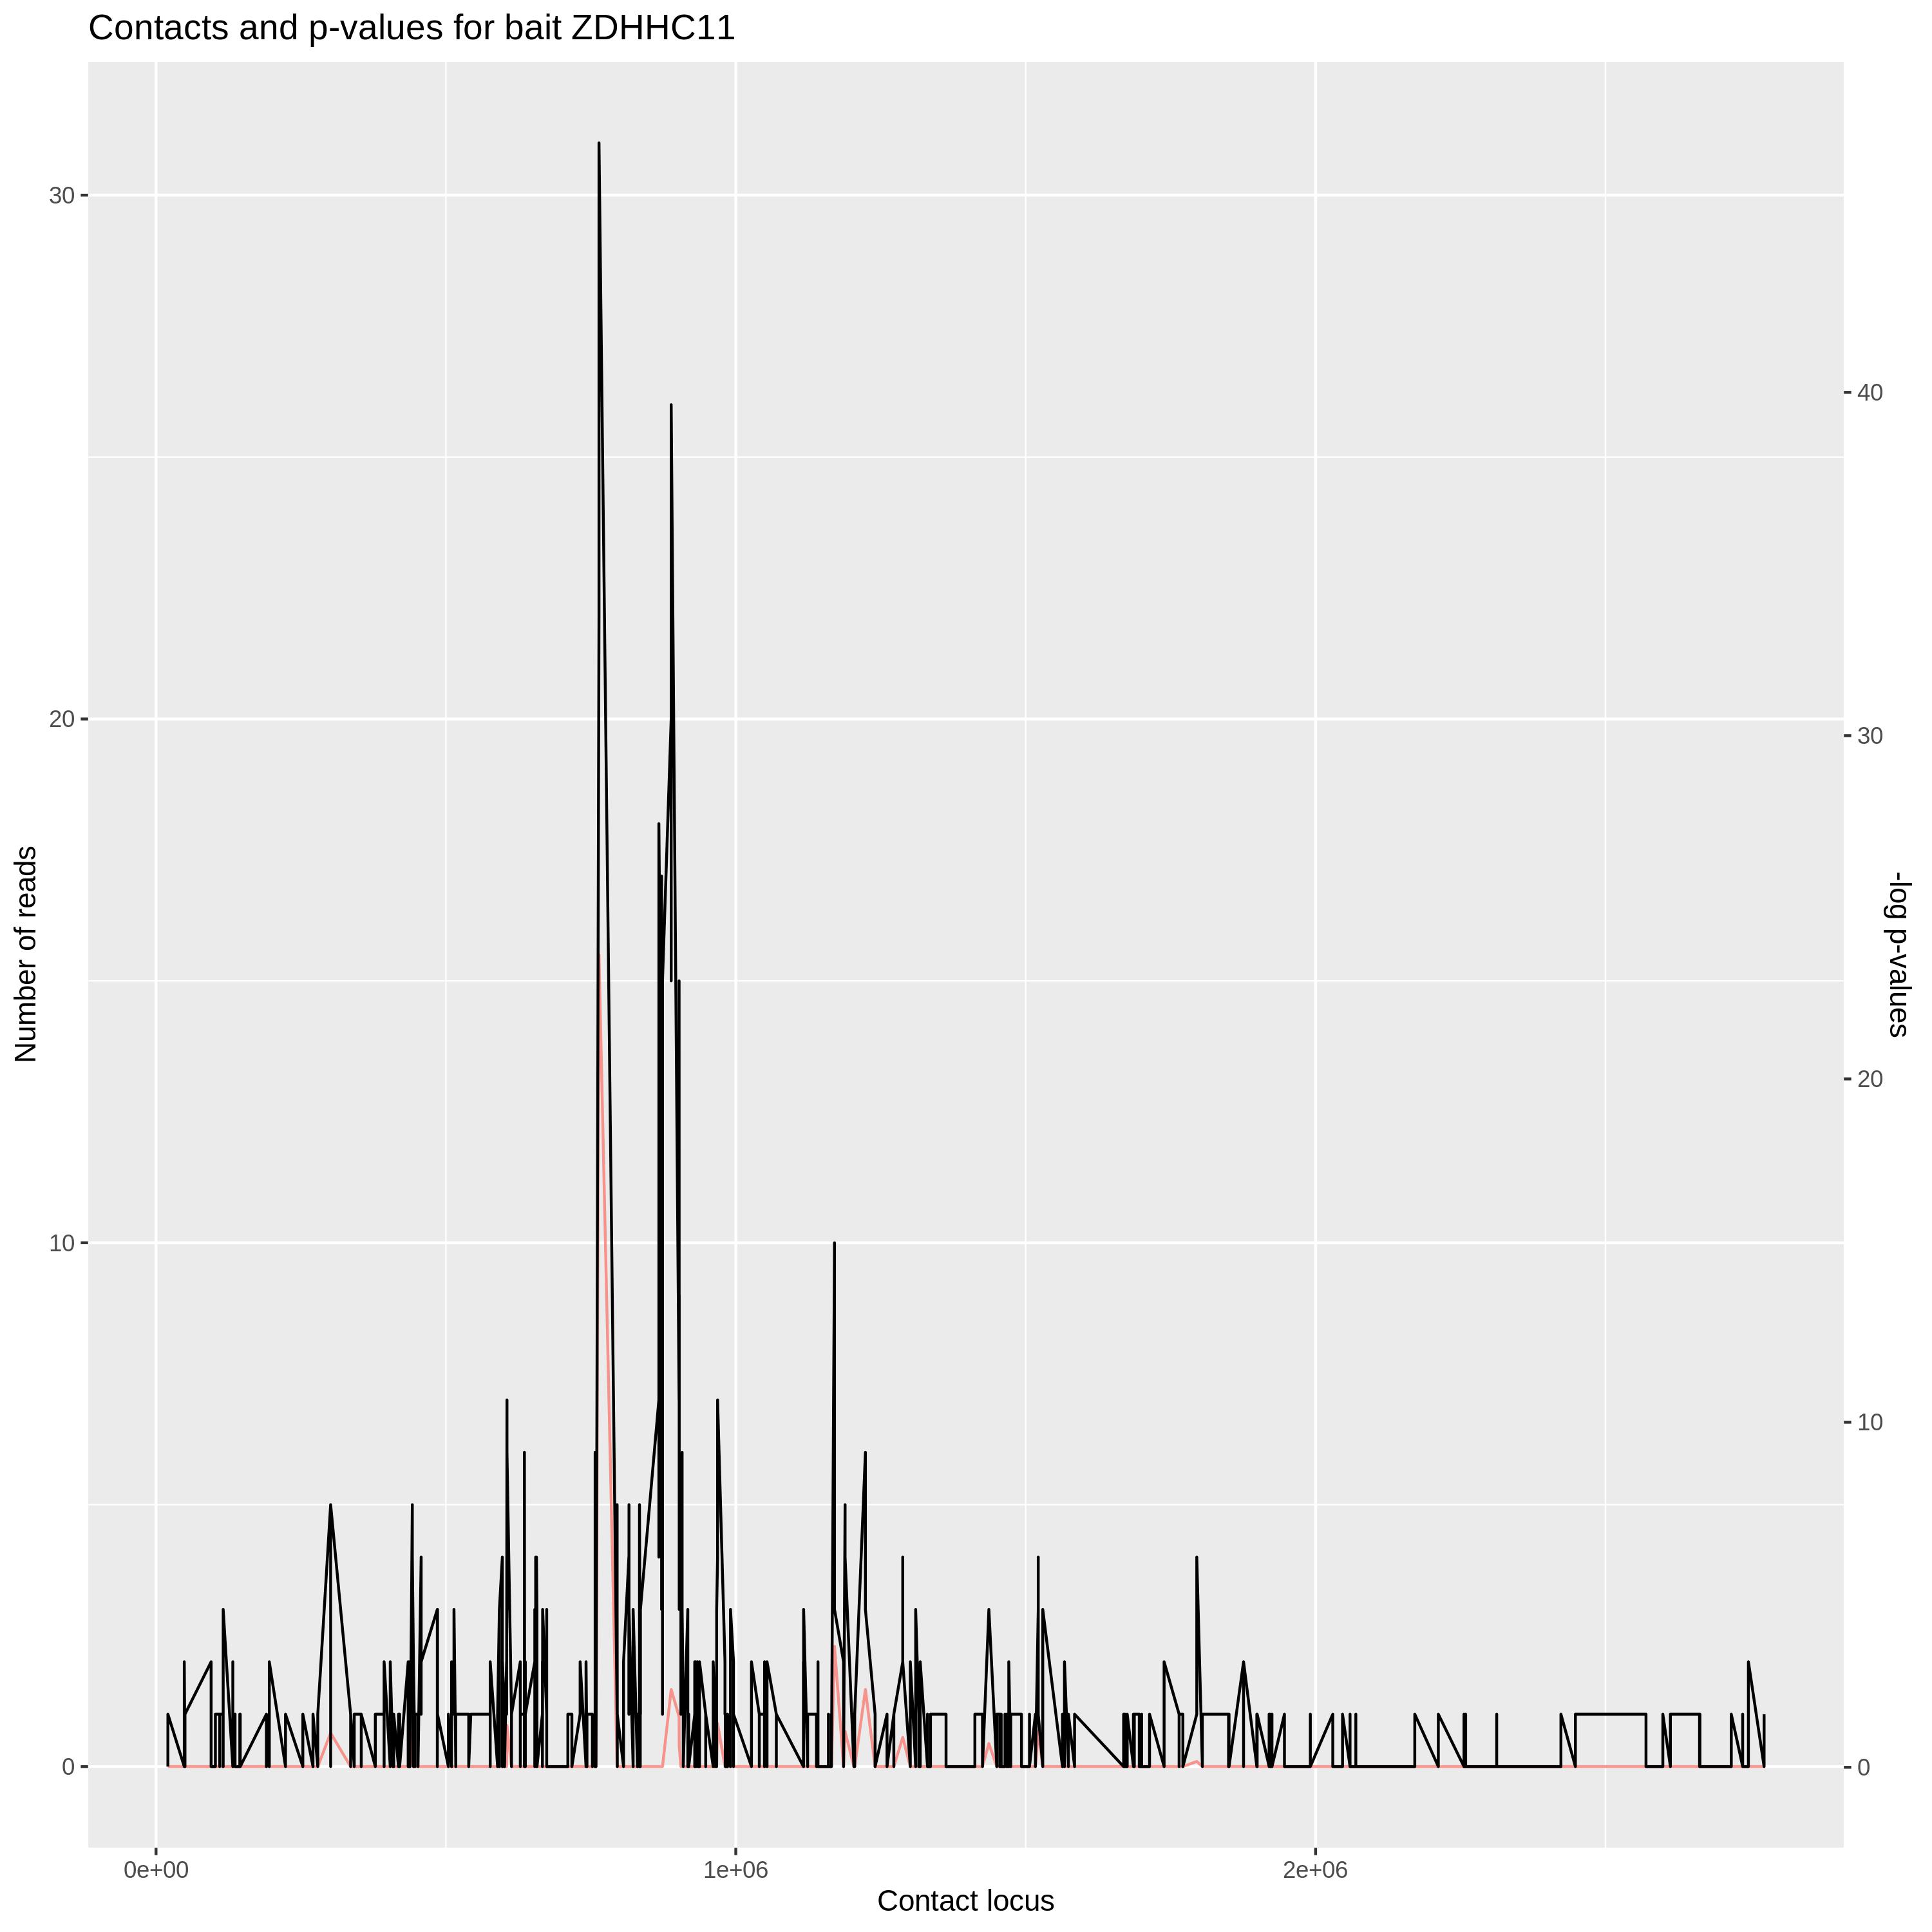 Contacts and p-values for bait ZDHHC11
30
20
10
0
Number of reads
40
30
20
10
0
-log p-values
0e+00
1e+06
2e+06
Contact locus